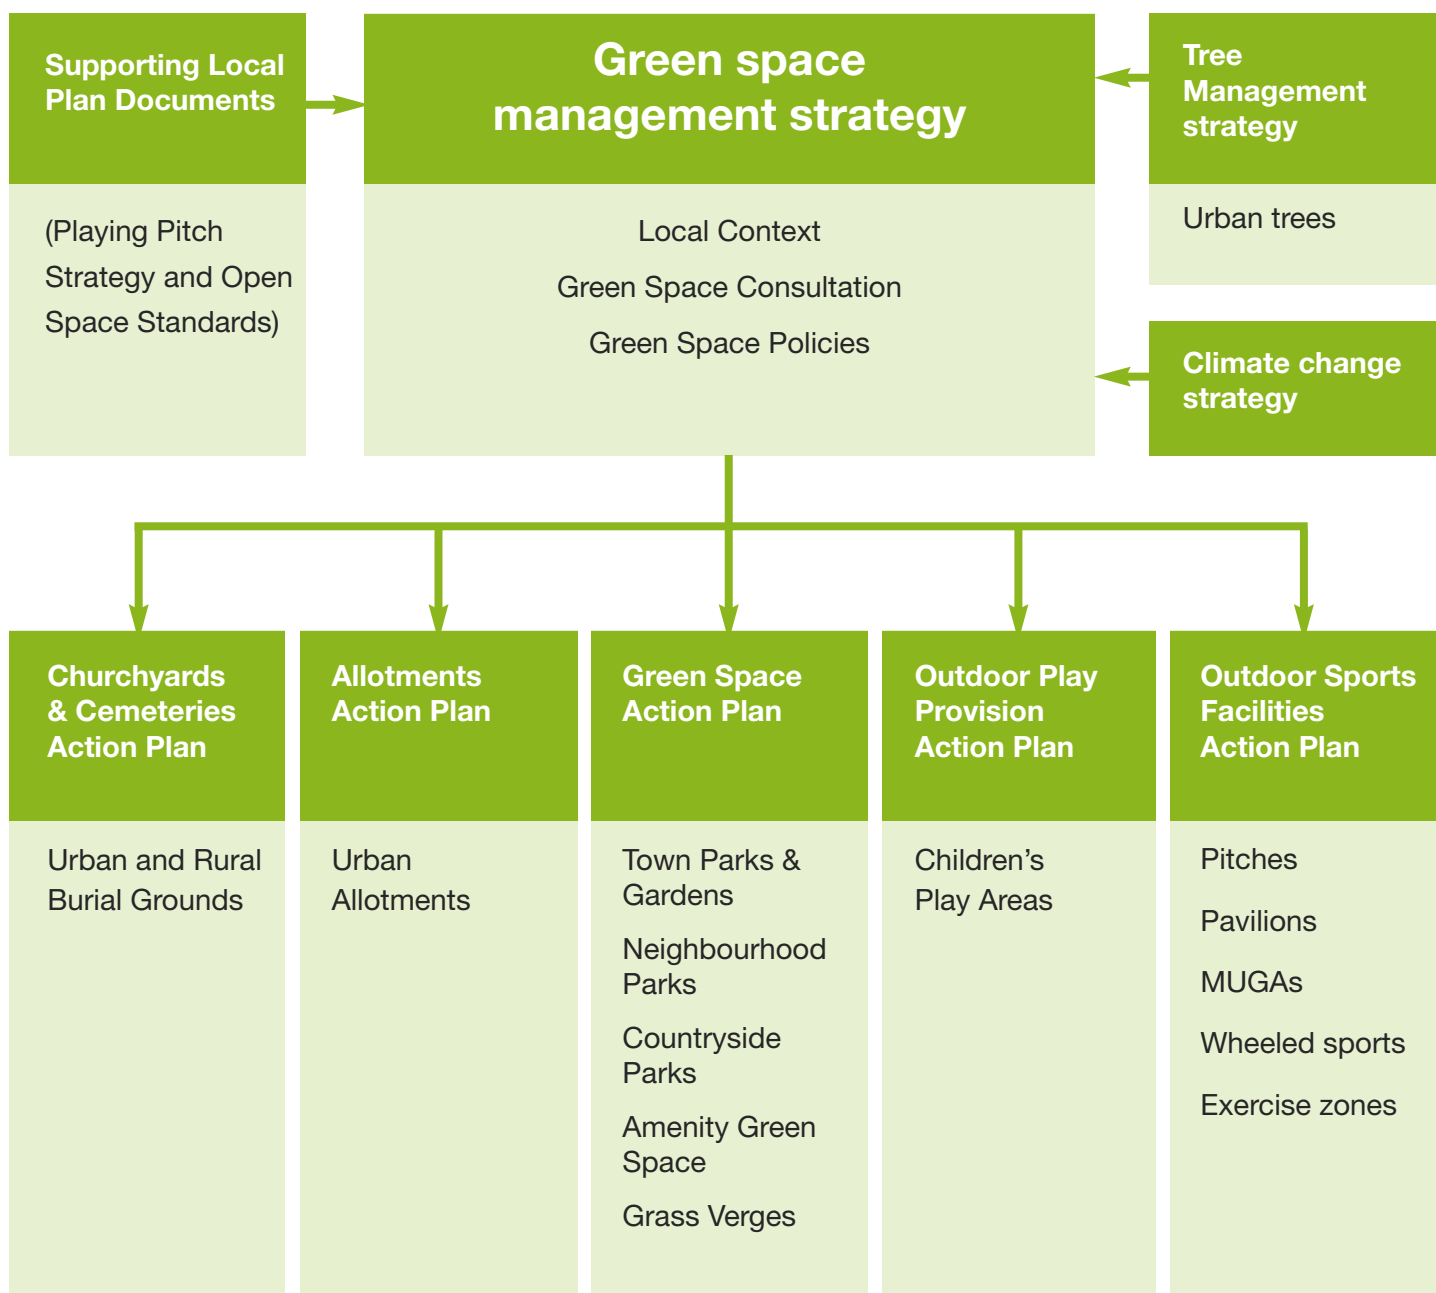 Supporting Local
Plan Documents
(Playing Pitch
Strategy and Open
Space Standards)
Green space
management strategy
Local Context
Green Space Consultation
Green Space Policies
Tree
Management
strategy
Urban trees
Climate change
strategy
Churchyards
& Cemeteries
Action Plan
Urban and Rural
Burial Grounds
Allotments
Action Plan
Urban
Allotments
Green Space
Action Plan
Town Parks &
Gardens
Neighbourhood
Parks
Countryside
Parks
Amenity Green
Space
Grass Verges
Outdoor Play
Provision
Action Plan
Children’s
Play Areas
Outdoor Sports
Facilities
Action Plan
Pitches
Pavilions
MUGAs
Wheeled sports
Exercise zones